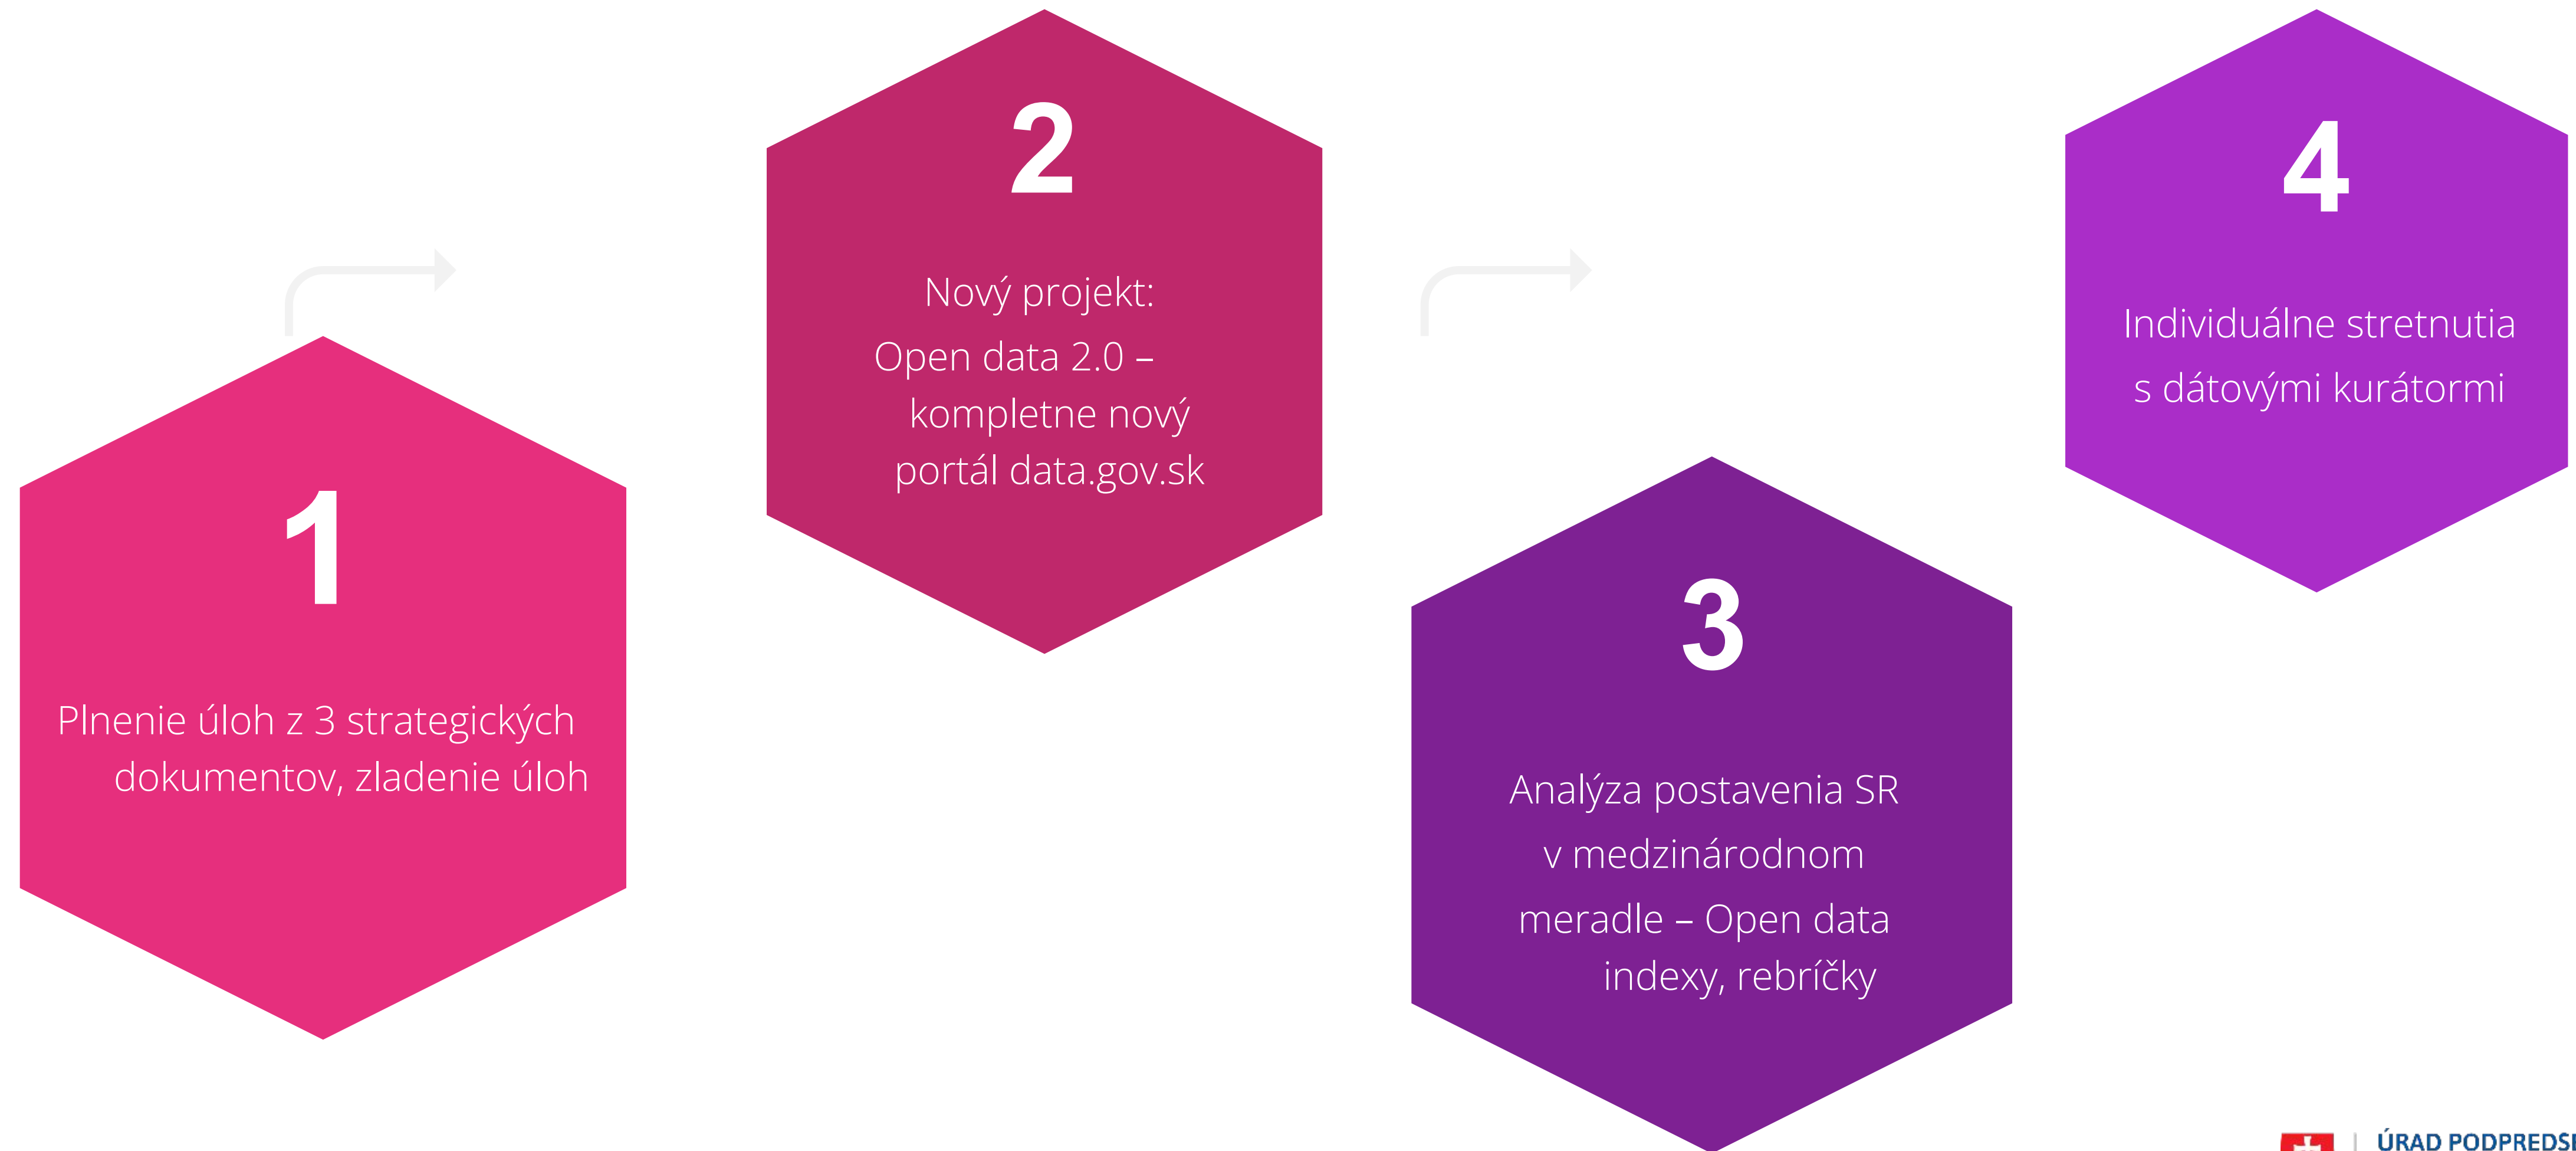 1
Plnenie úloh z 3 strategických
dokumentov, zladenie úloh
2
Nový projekt:
Open data 2.0 –
kompletne nový
portál data.gov.sk
3
Analýza postavenia SR
v medzinárodnom
meradle – Open data
indexy, rebríčky
4
Individuálne stretnutia
s dátovými kurátormi
ÚRAD